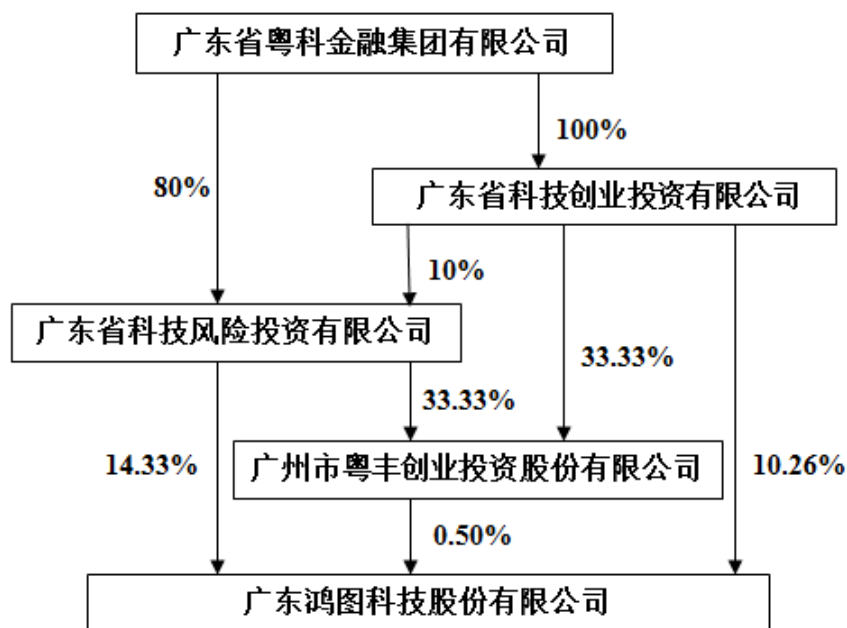 广东省粤科金融集团有限公司
100%
80%
广东省科技创业投资有限公司
10%
广东省科技风险投资有限公司
33.33%
33.33%
14.33%
广州市粤丰创业投资股份有限公司
10.26%
0.50%
广东鸿图科技股份有限公司